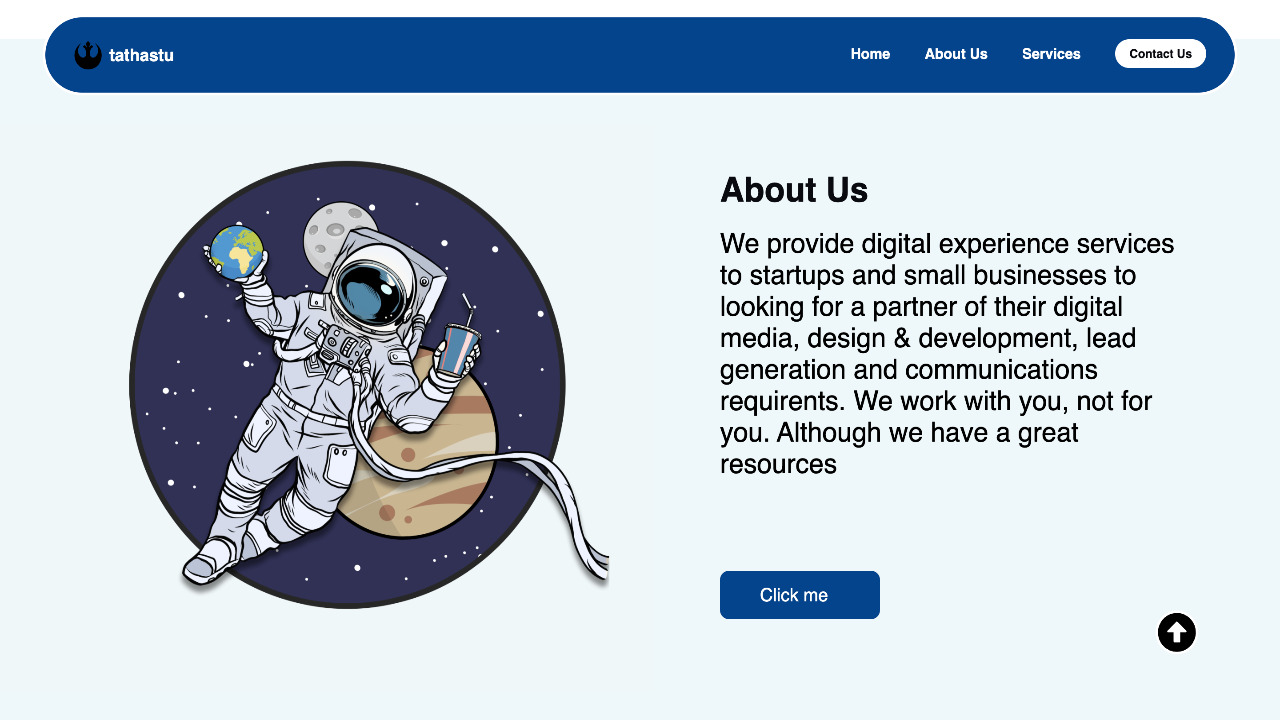 tathastu
Home
About Us
Services
Contact Us
About Us
We provide digital experience services
to startups and small businesses to
looking for a partner of their digital
media, design & development, lead
generation and communications
requirents. We work with you, not for
you. Although we have a great
resources
Click me